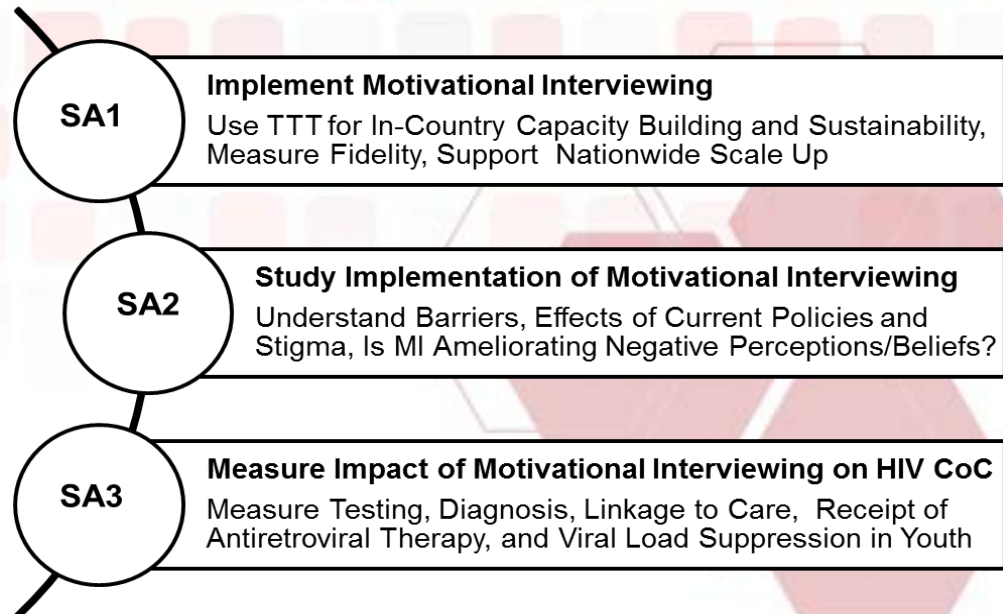 SA1
Implement Motivational Interviewing
Use TTT for In-Country Capacity Building and Sustainability,
Measure Fidelity, Support Nationwide Scale Up
SA2
Study Implementation of Motivational Interviewing
Understand Barriers, Effects of Current Policies and
Stigma, Is MI Ameliorating Negative Perceptions/Beliefs?
SA3
Measure Impact of Motivational Interviewing on HIV CoC
Measure Testing, Diagnosis, Linkage to Care, Receipt of
Antiretroviral Therapy, and Viral Load Suppression in Youth